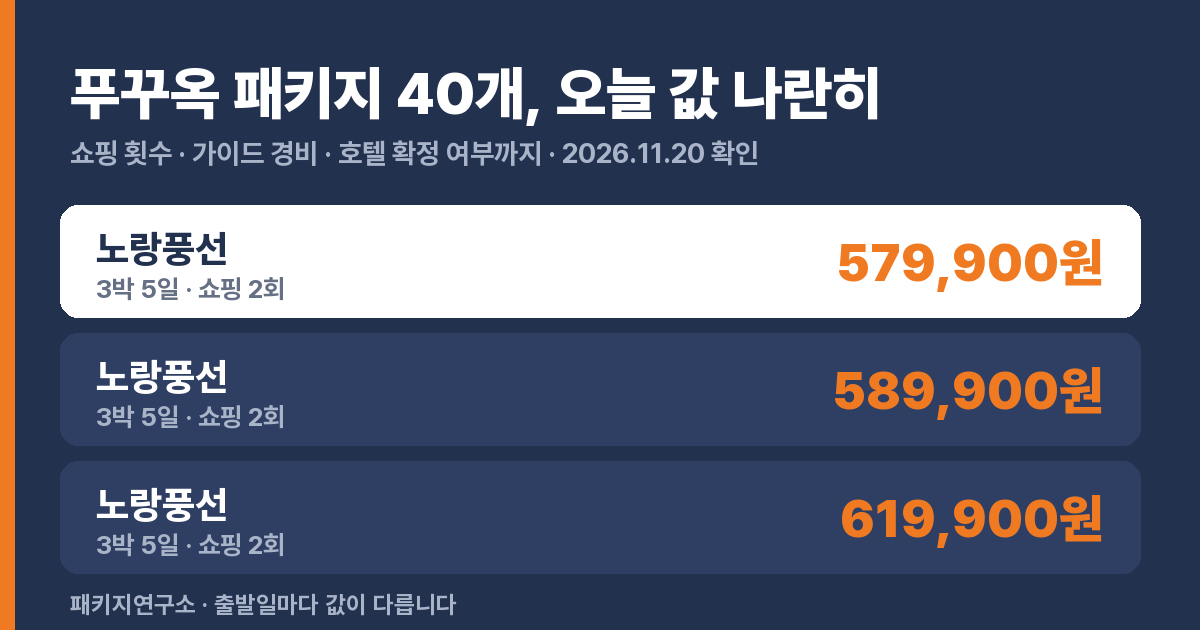 푸꾸옥 패키지 40개, 오늘 값 나란히
쇼핑 횟수 · 가이드 경비 · 호텔 확정 여부까지 · 2026.11.20 확인
노랑풍선
579,900원
3박 5일 · 쇼핑 2회
노랑풍선
589,900원
3박 5일 · 쇼핑 2회
노랑풍선
619,900원
3박 5일 · 쇼핑 2회
패키지연구소 · 출발일마다 값이 다릅니다